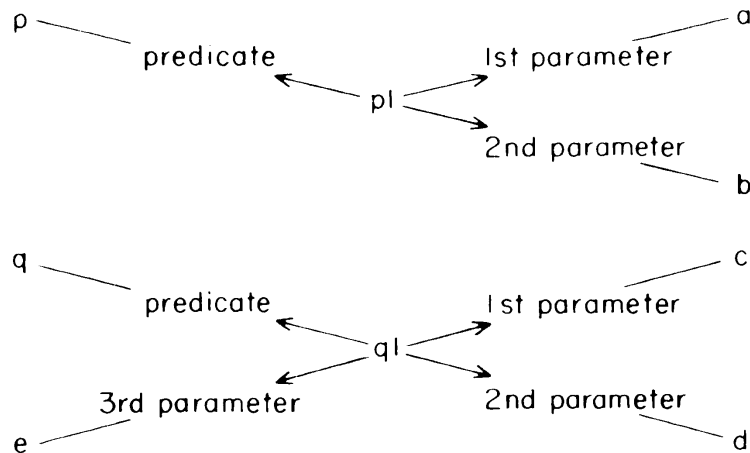 p a
predicate 1st parameter
p1
2nd parameter
b
q c
predicate 1st parameter
q1
3rd parameter 2nd parameter
e d